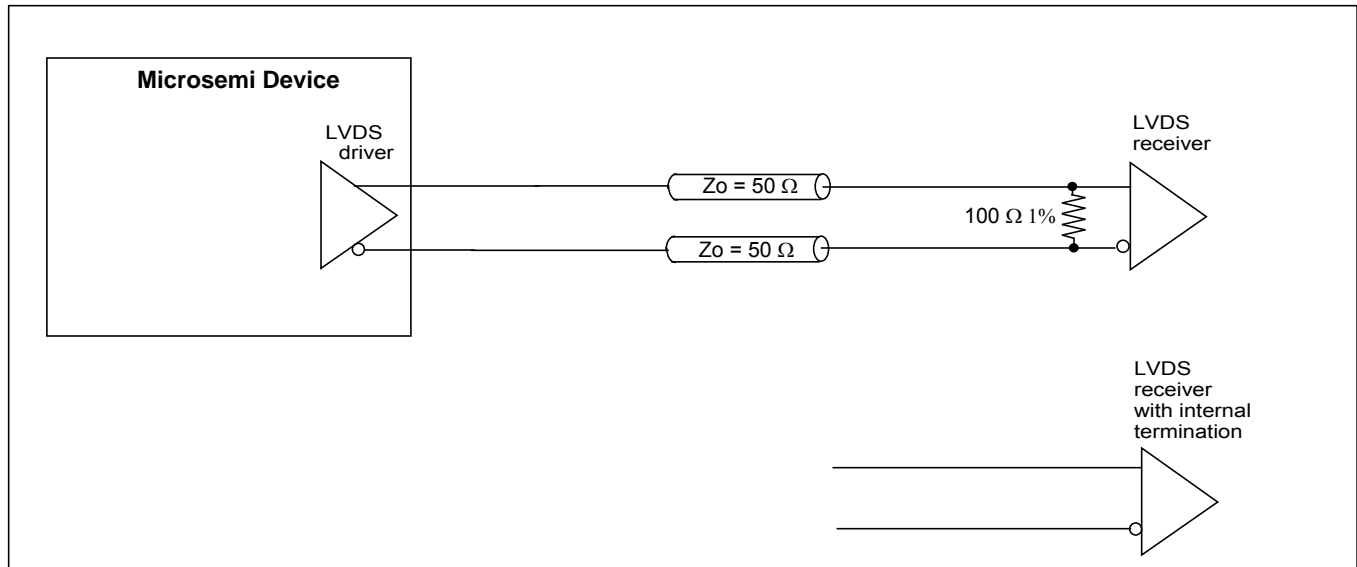 Microsemi Device
LVDS
driver
Zo = 50 Ω
Zo = 50 Ω
100 Ω 1%
LVDS
receiver
LVDS
receiver
with internal
termination